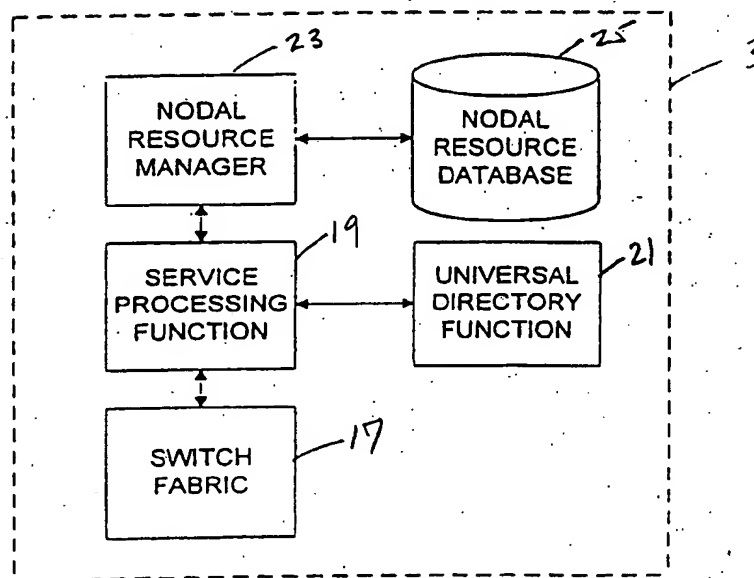 23
25
3
NODAL
RESOURCE
MANAGER
NODAL
RESOURCE
DATABASE
19
21
SERVICE
PROCESSING
FUNCTION
UNIVERSAL
DIRECTORY
FUNCTION
17
SWITCH
FABRIC